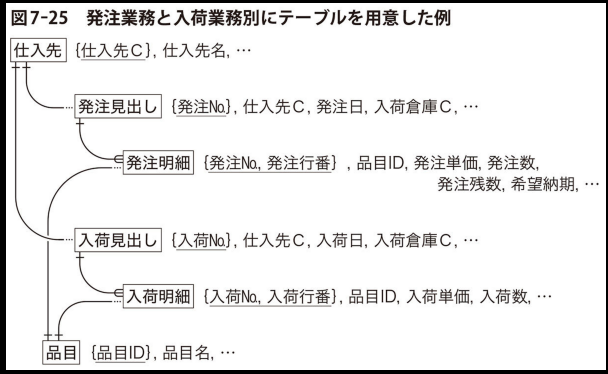 図7-25 発注業務と入荷業務別にテーブルを用意した例
仕入先 {仕入先C}, 仕入先名, …
発注見出し {発注№}, 仕入先C, 発注日, 入荷倉庫C, …
発注明細 {発注№, 発注行番}, 品目ID, 発注単価, 発注数,
発注残数, 希望納期, …
入荷見出し {入荷№}, 仕入先C, 入荷日, 入荷倉庫C, …
入荷明細 {入荷№, 入荷行番}, 品目ID, 入荷単価, 入荷数, …
品目 {品目ID}, 品目名, …